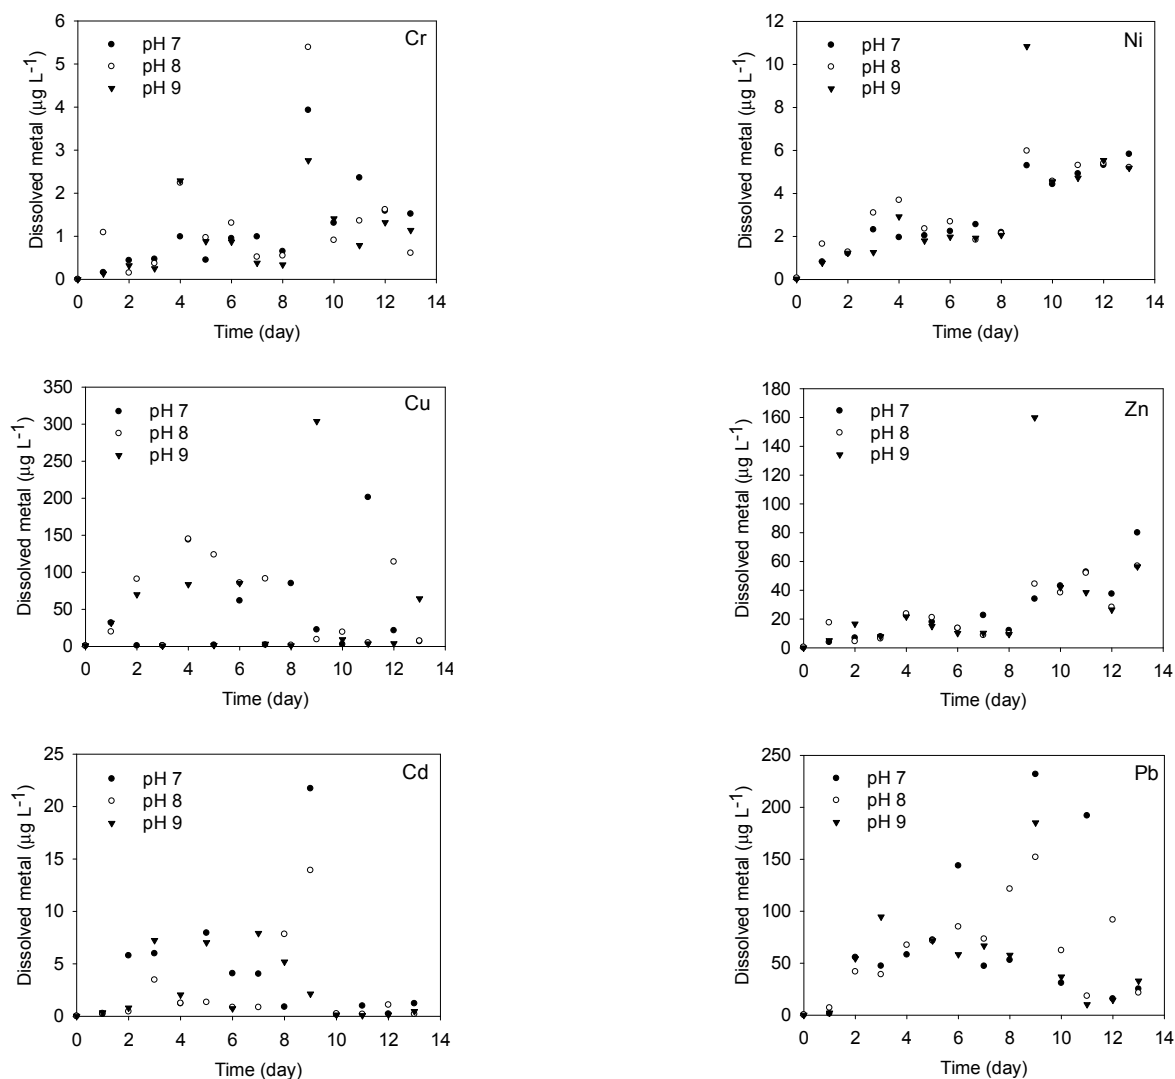 Cr
pH 7
pH 8
pH 9
Dissolved metal (µg L⁻¹)
6
5
4
3
2
1
0
0 2 4 6 8 10 12 14
Time (day)
Ni
pH 7
pH 8
pH 9
Dissolved metal (µg L⁻¹)
12
10
8
6
4
2
0
0 2 4 6 8 10 12 14
Time (day)
Cu
pH 7
pH 8
pH 9
Dissolved metal (µg L⁻¹)
350
300
250
200
150
100
50
0
0 2 4 6 8 10 12 14
Time (day)
Zn
pH 7
pH 8
pH 9
Dissolved metal (µg L⁻¹)
180
160
140
120
100
80
60
40
20
0
0 2 4 6 8 10 12 14
Time (day)
Cd
pH 7
pH 8
pH 9
Dissolved metal (µg L⁻¹)
25
20
15
10
5
0
0 2 4 6 8 10 12 14
Time (day)
Pb
pH 7
pH 8
pH 9
Dissolved metal (µg L⁻¹)
250
200
150
100
50
0
0 2 4 6 8 10 12 14
Time (day)